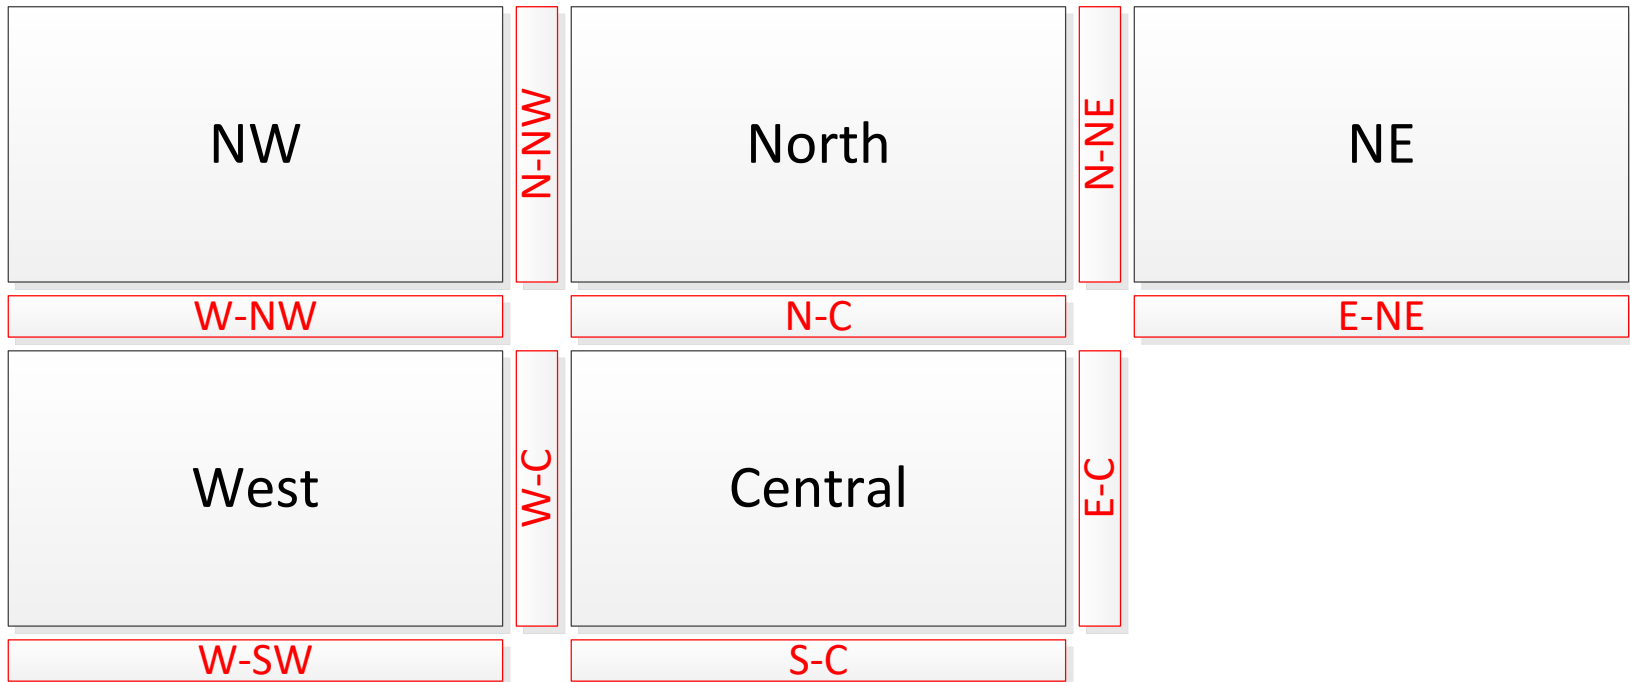 NW
N-NW
North
N-NE
NE
W-NW
N-C
E-NE
West
W-C
Central
E-C
W-SW
S-C